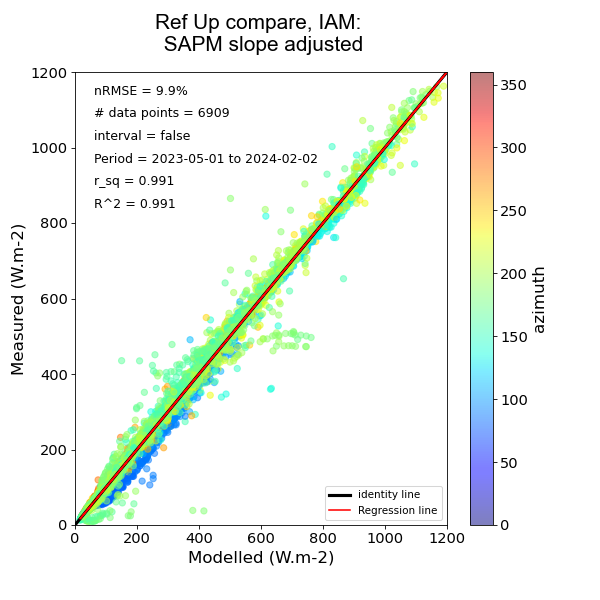 Ref Up compare, IAM:
SAPM slope adjusted
nRMSE = 9.9%
# data points = 6909
interval = false
Period = 2023-05-01 to 2024-02-02
r_sq = 0.991
R^2 = 0.991
1200
1000
800
600
400
200
0
Measured (W.m-2)
0 200 400 600 800 1000 1200
Modelled (W.m-2)
identity line
Regression line
350
300
250
200
150
100
50
0
azimuth